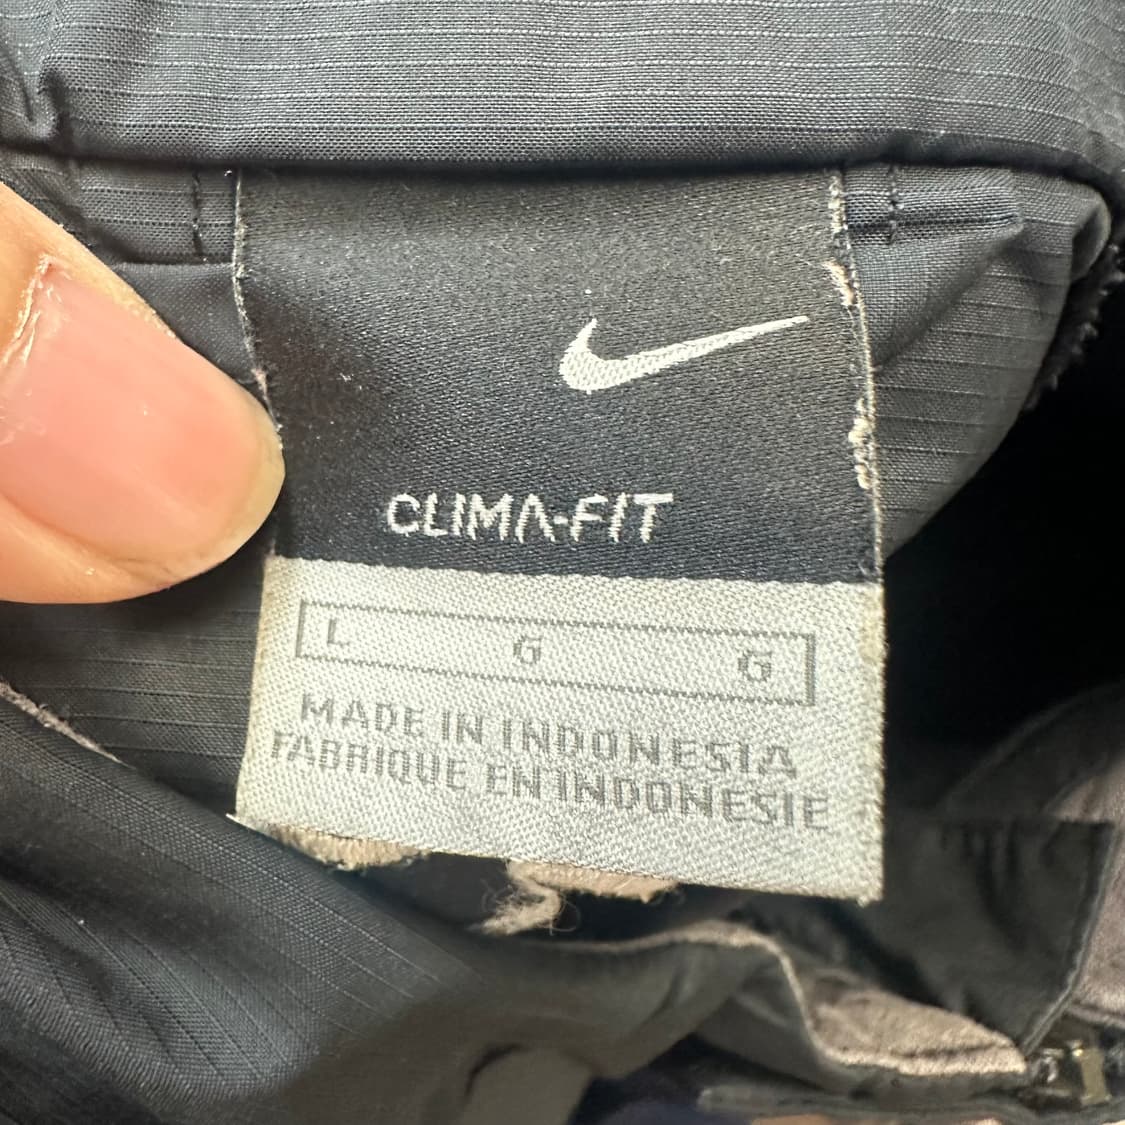 CLIMA-FIT
L G G
MADE IN INDONESIA
FABRIQUE EN INDONESIE